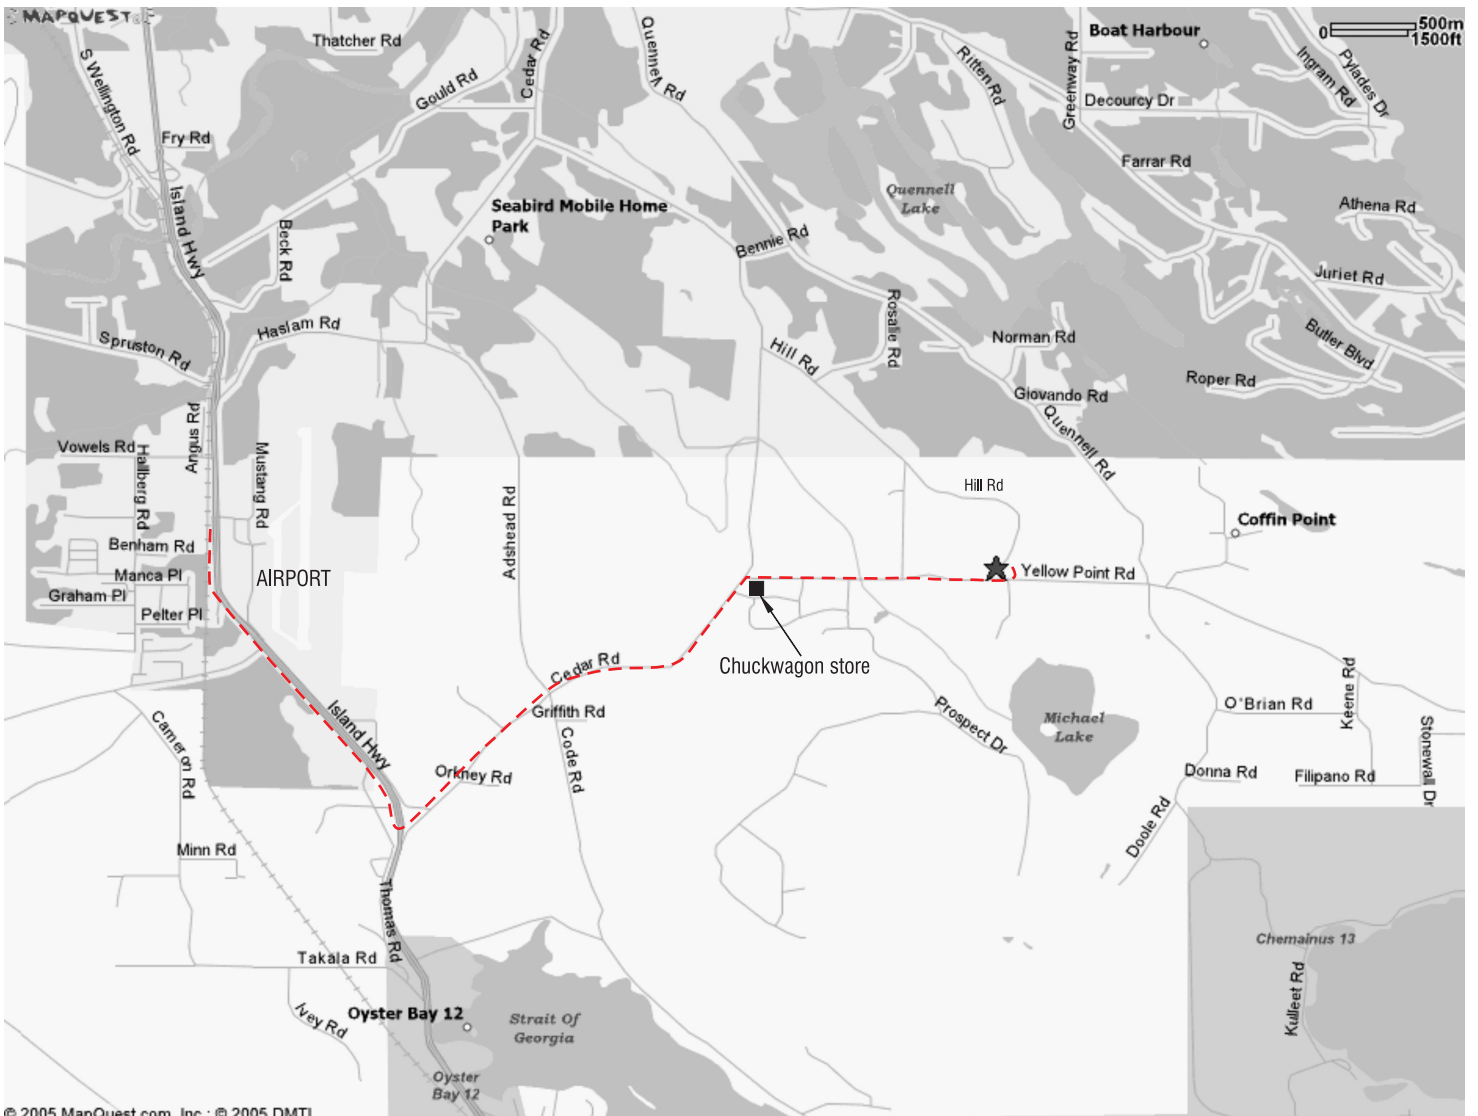 MAPQUEST
500m
0
1500ft
Thatcher Rd
Cedar Rd
Quennell Rd
Ritten Rd
Greenway Rd
Boat Harbour
Ingram Rd
Pylades Dr
S Wellington Rd
Gould Rd
Decourcy Dr
Fry Rd
Farrar Rd
Island Hwy
Quennell
Lake
Seabird Mobile Home
Park
Athena Rd
Beck Rd
Bennie Rd
Juriet Rd
Haslam Rd
Rosalie Rd
Norman Rd
Butler Blvd
Spruston Rd
Hill Rd
Roper Rd
Giovando Rd
Angus Rd
Quennell Rd
Vowels Rd
Hallberg Rd
Mustang Rd
Hill Rd
Adshead Rd
Coffin Point
Benham Rd
Manca Pl
AIRPORT
Yellow Point Rd
Graham Pl
Pelter Pl
Chuckwagon store
Cedar Rd
Keene Rd
O'Brian Rd
Griffith Rd
Island Hwy
Cameron Rd
Code Rd
Prospect Dr
Michael
Lake
Stonewall Dr
Orkney Rd
Donna Rd
Filipano Rd
Doole Rd
Minn Rd
Thomas Rd
Chemainus 13
Takala Rd
Kulleet Rd
Ivey Rd
Oyster Bay 12
Strait Of
Georgia
Oyster
Bay 12
© 2005 MapQuest.com, Inc.; © 2005 DMTI